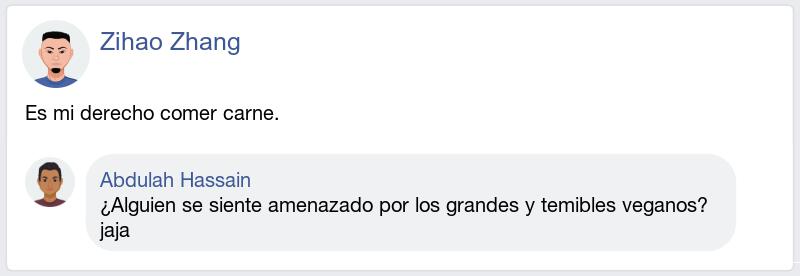 Zihao Zhang
Es mi derecho comer carne.
Abdulah Hassain
¿Alguien se siente amenazado por los grandes y temibles veganos?
jaja